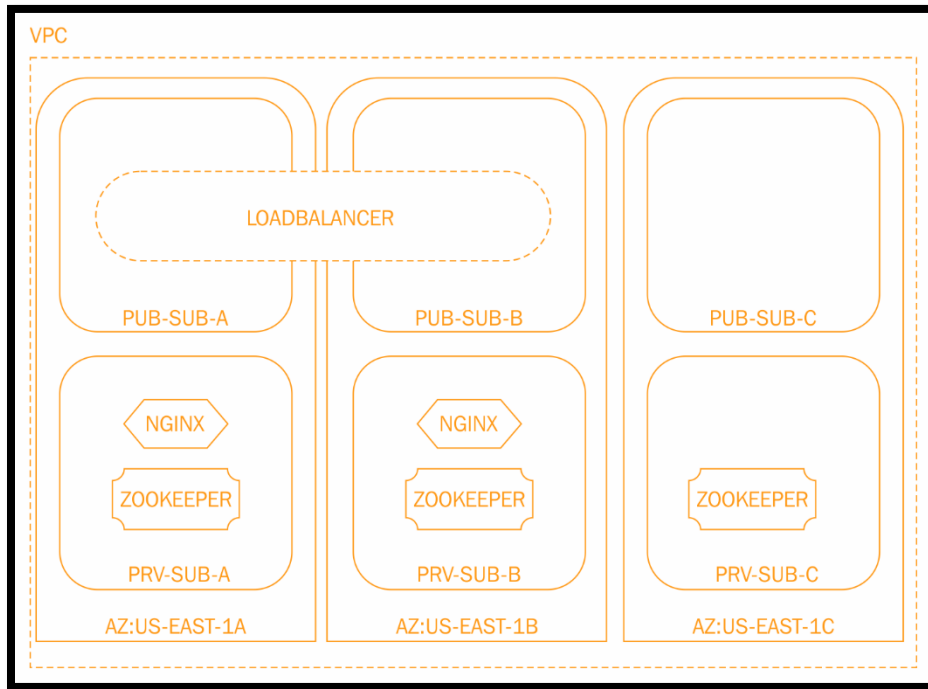 VPC
LOADBALANCER
PUB-SUB-A
PUB-SUB-B
PUB-SUB-C
NGINX
NGINX
ZOOKEEPER
ZOOKEEPER
ZOOKEEPER
PRV-SUB-A
PRV-SUB-B
PRV-SUB-C
AZ:US-EAST-1A
AZ:US-EAST-1B
AZ:US-EAST-1C